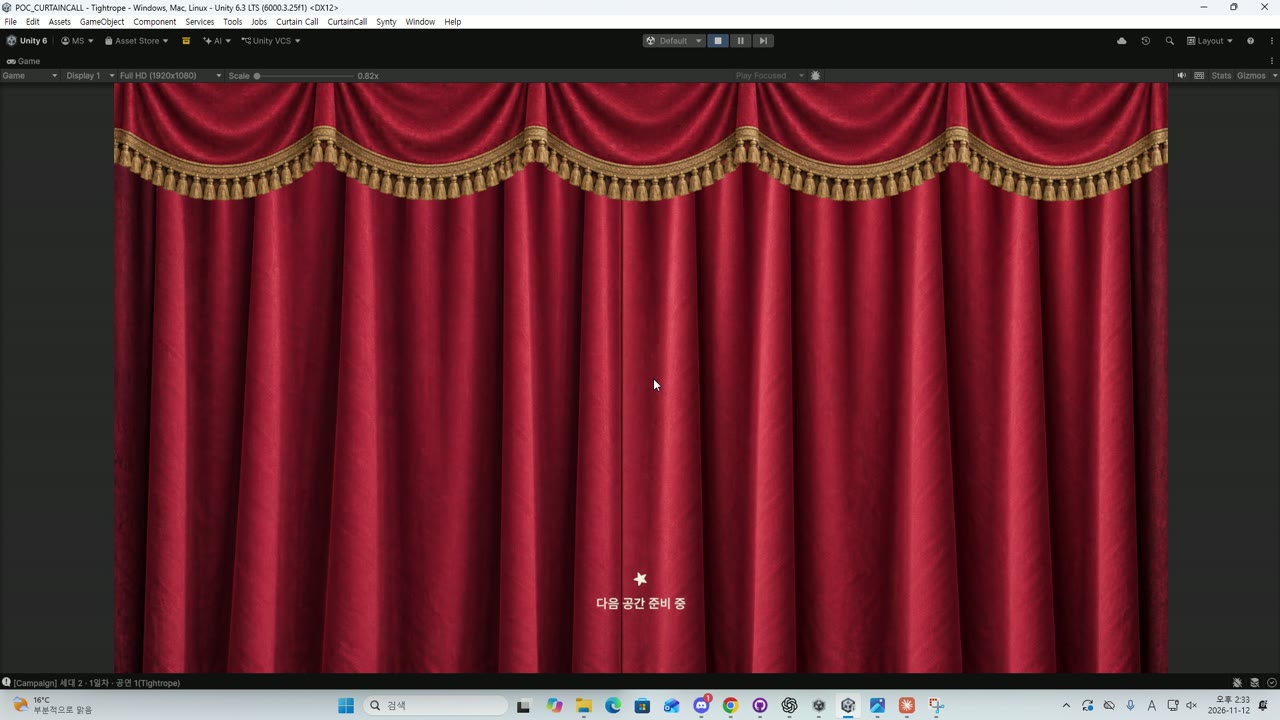 POC_CURTAINCALL - Tightrope - Windows, Mac, Linux - Unity 6.3 LTS (6000.3.25f1) <DX12>
File Edit Assets GameObject Component Services Tools Jobs Curtain Call CurtainCall Synty Window Help
Unity 6 MS Asset Store AI Unity VCS Default Layout
Game
Game Display 1 Full HD (1920x1080) Scale 0.82x Play Focused Stats Gizmos
다음 공간 준비 중
[Campaign] 세대 2 · 1일차 · 공연 1(Tightrope)
16°C
부분적으로 맑음
검색
1
A
오후 2:33
2026-11-12